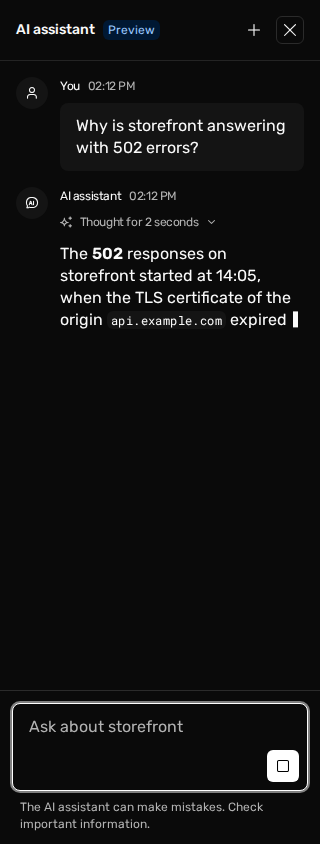 AI assistant Preview
You 02:12 PM
Why is storefront answering
with 502 errors?
AI
AI assistant 02:12 PM
Thought for 2 seconds
The 502 responses on
storefront started at 14:05,
when the TLS certificate of the
origin api.example.com expired
Ask about storefront
The AI assistant can make mistakes. Check
important information.